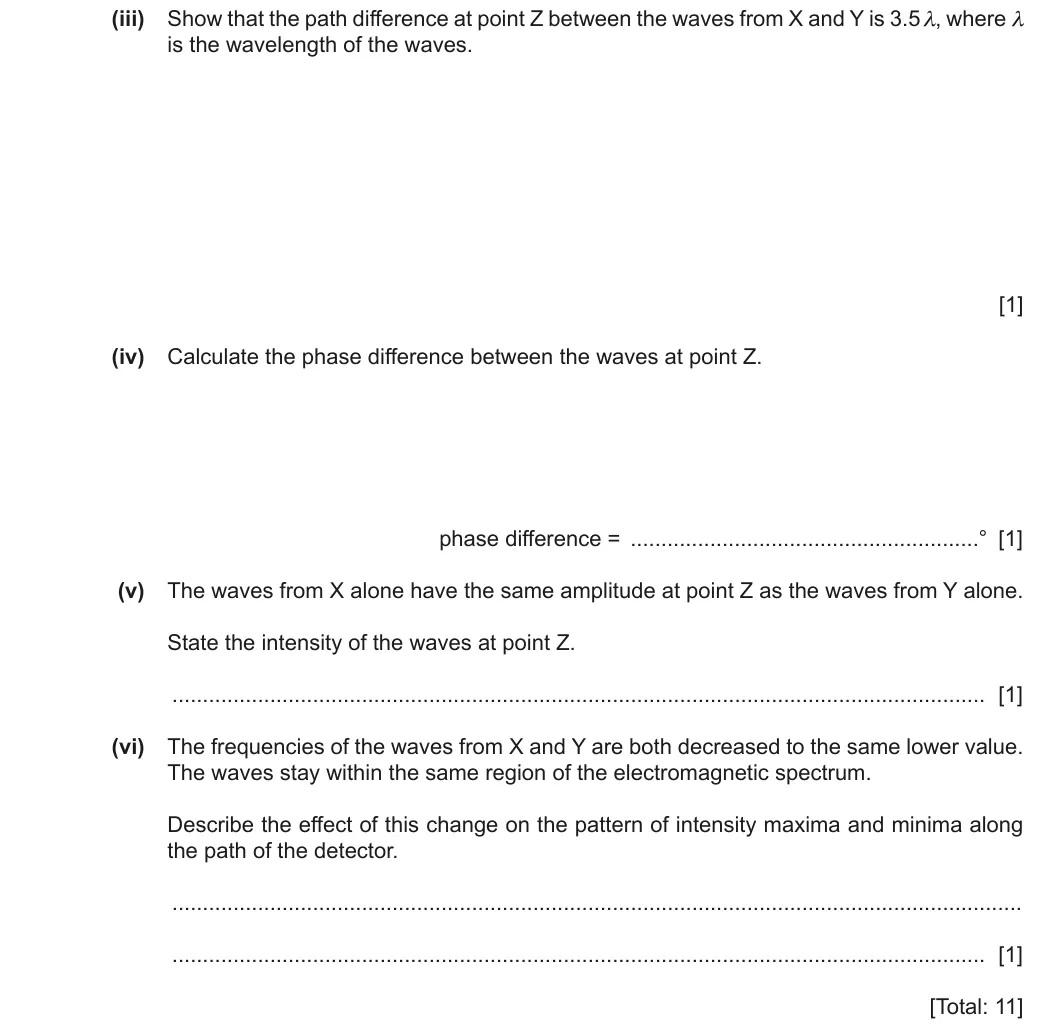 (iii) Show that the path difference at point Z between the waves from X and Y is 3.5λ, where λ
is the wavelength of the waves.
[1]
(iv) Calculate the phase difference between the waves at point Z.
phase difference = .........................................................° [1]
(v) The waves from X alone have the same amplitude at point Z as the waves from Y alone.
State the intensity of the waves at point Z.
...................................................................................................................................... [1]
(vi) The frequencies of the waves from X and Y are both decreased to the same lower value.
The waves stay within the same region of the electromagnetic spectrum.
Describe the effect of this change on the pattern of intensity maxima and minima along
the path of the detector.
............................................................................................................................................
...................................................................................................................................... [1]
[Total: 11]